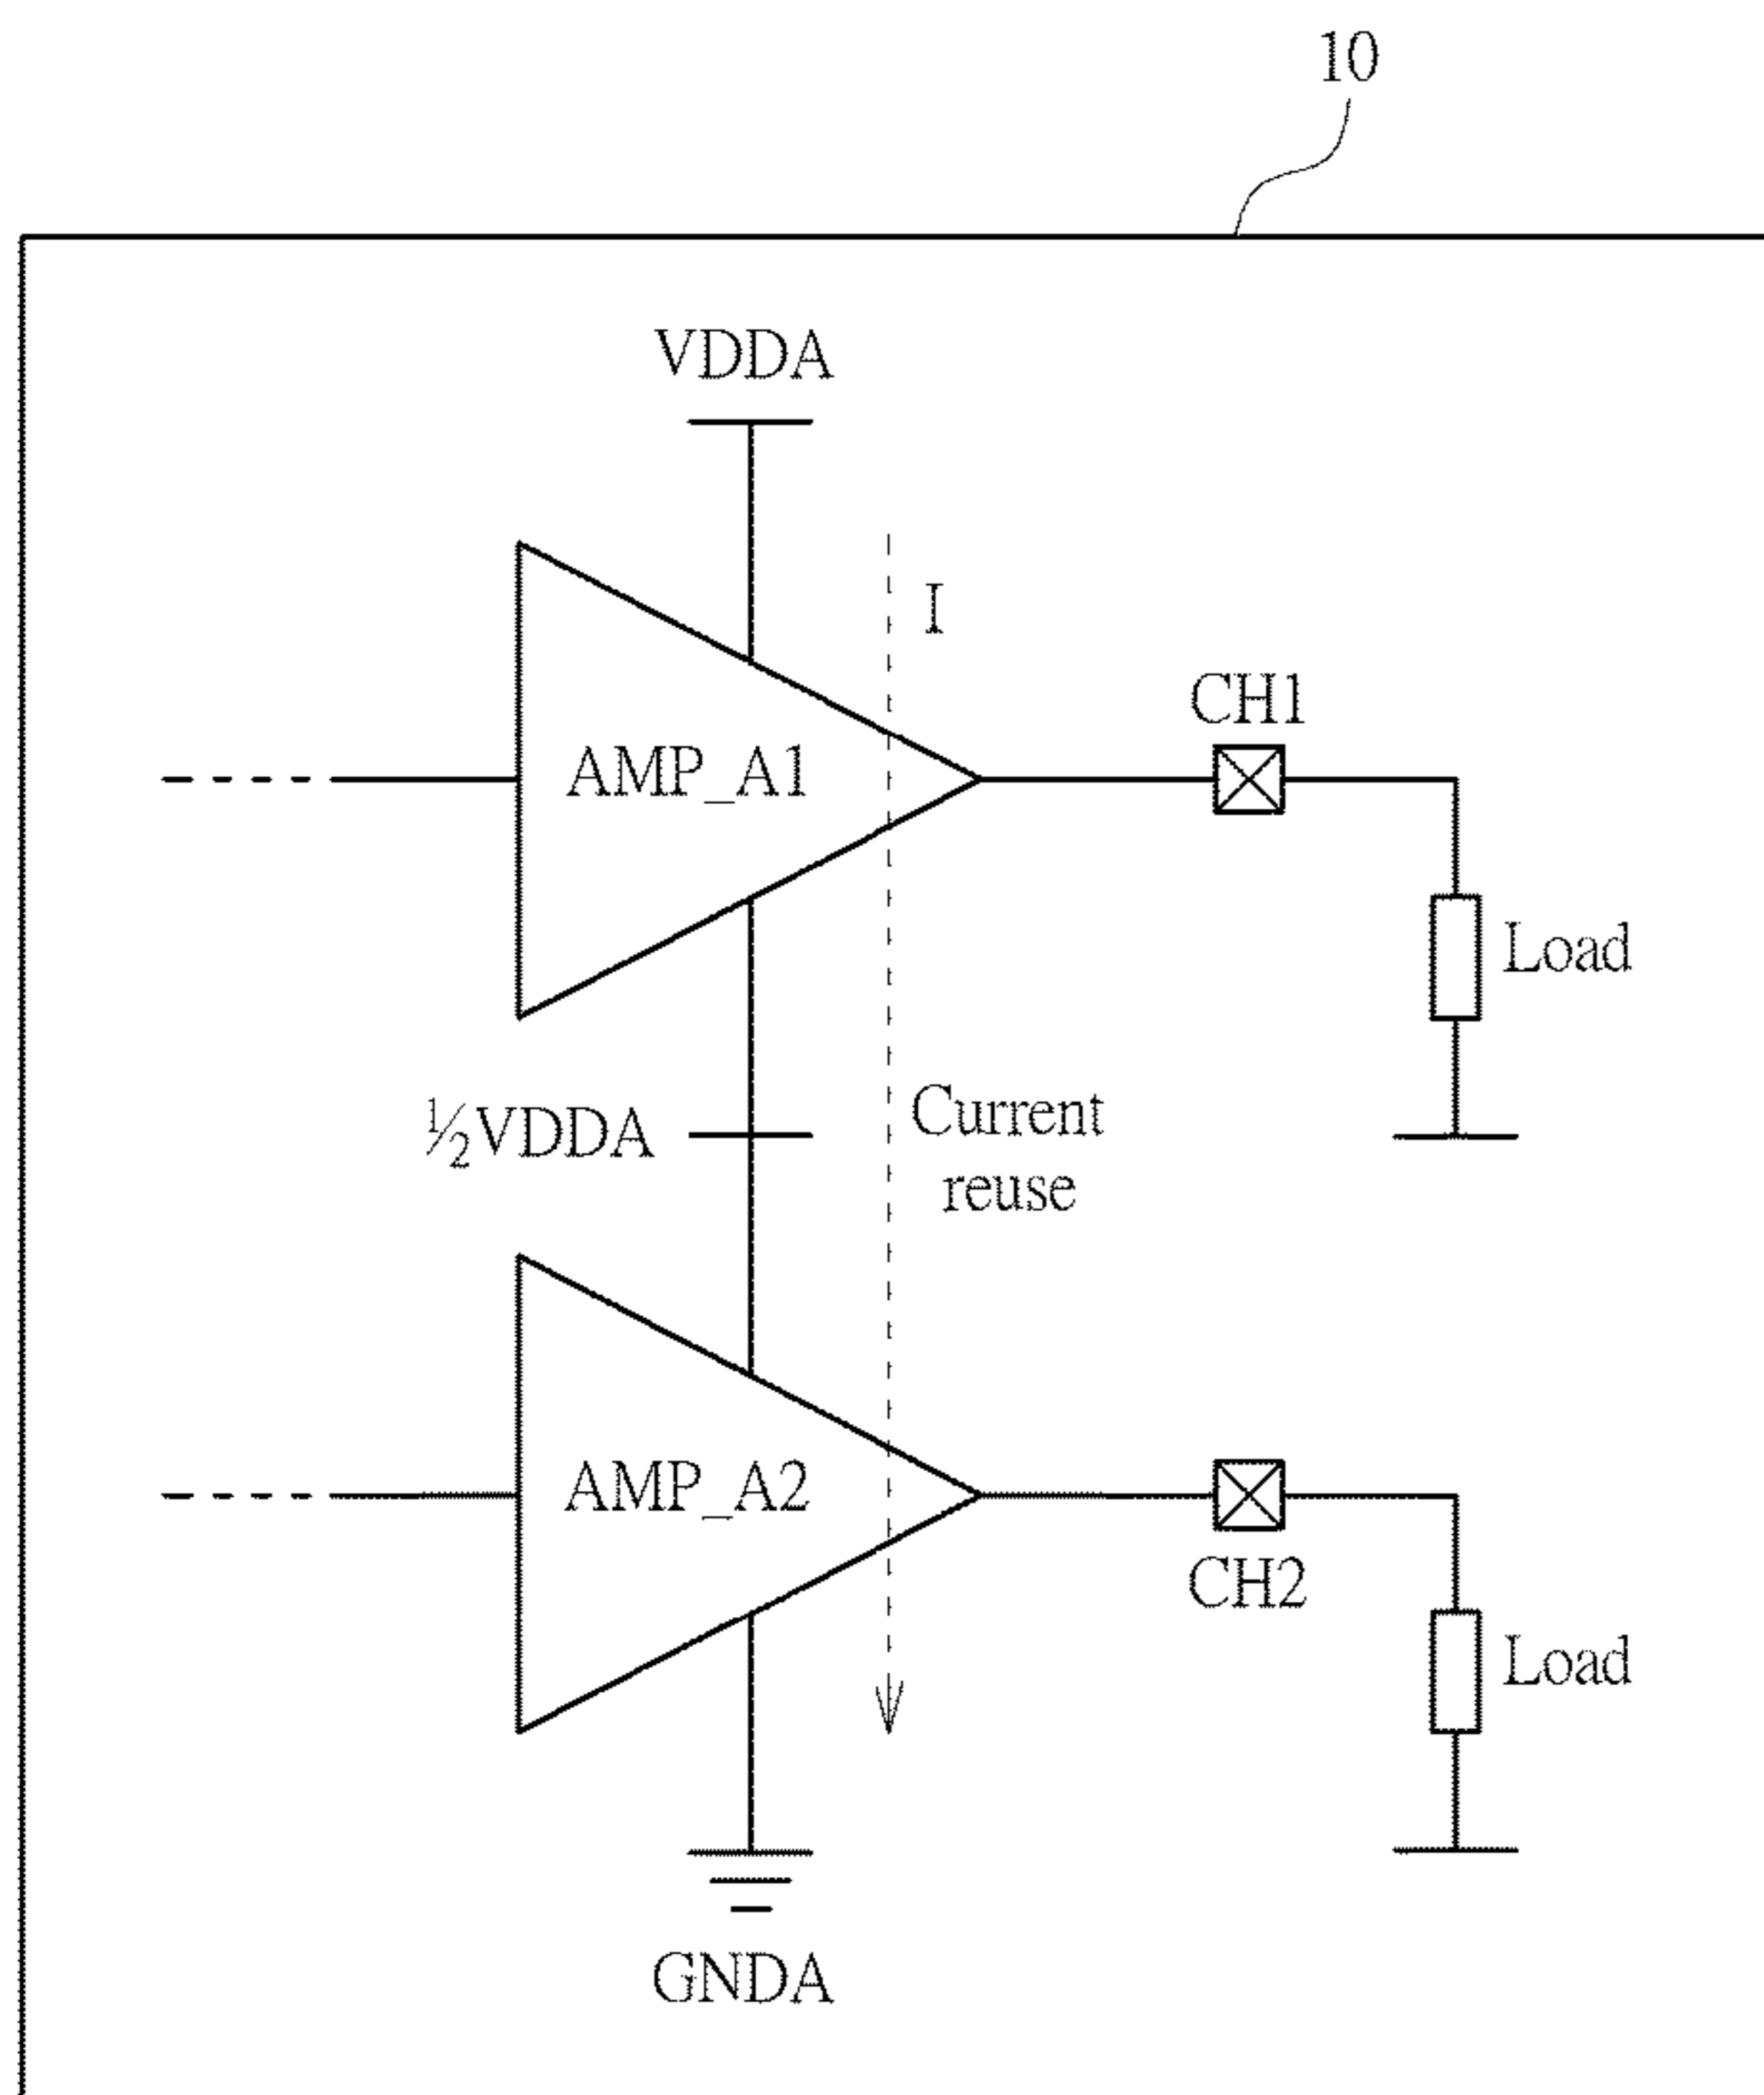 10
VDDA
I
CH1
AMP_A1
Load
½VDDA
Current
reuse
AMP_A2
CH2
Load
GNDA